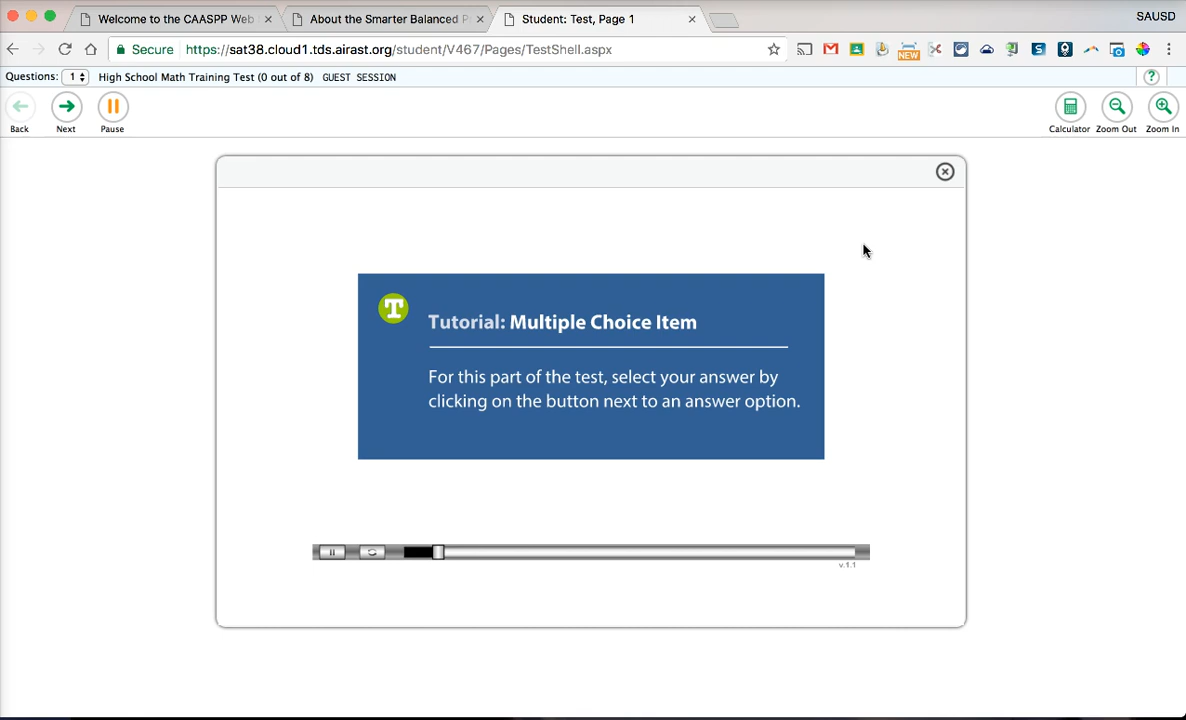 Welcome to the CAASPP Web
About the Smarter Balanced P
Student: Test, Page 1
SAUSD
Secure
https://sat38.cloud1.tds.airast.org/student/V467/Pages/TestShell.aspx
NEW
S
Questions: 1
High School Math Training Test (0 out of 8) GUEST SESSION
?
Back
Next
Pause
Calculator
Zoom Out
Zoom In
T
Tutorial: Multiple Choice Item
For this part of the test, select your answer by
clicking on the button next to an answer option.
v.1.1